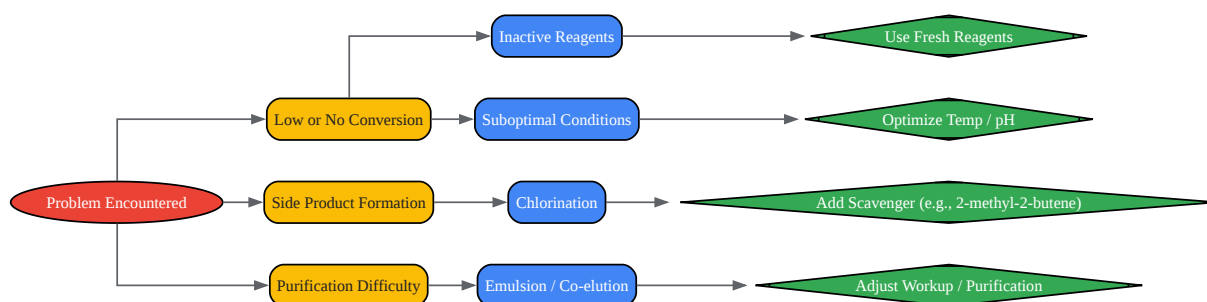 Inactive Reagents
Use Fresh Reagents
Low or No Conversion
Suboptimal Conditions
Optimize Temp / pH
Problem Encountered
Side Product Formation
Chlorination
Add Scavenger (e.g., 2-methyl-2-butene)
Purification Difficulty
Emulsion / Co-elution
Adjust Workup / Purification